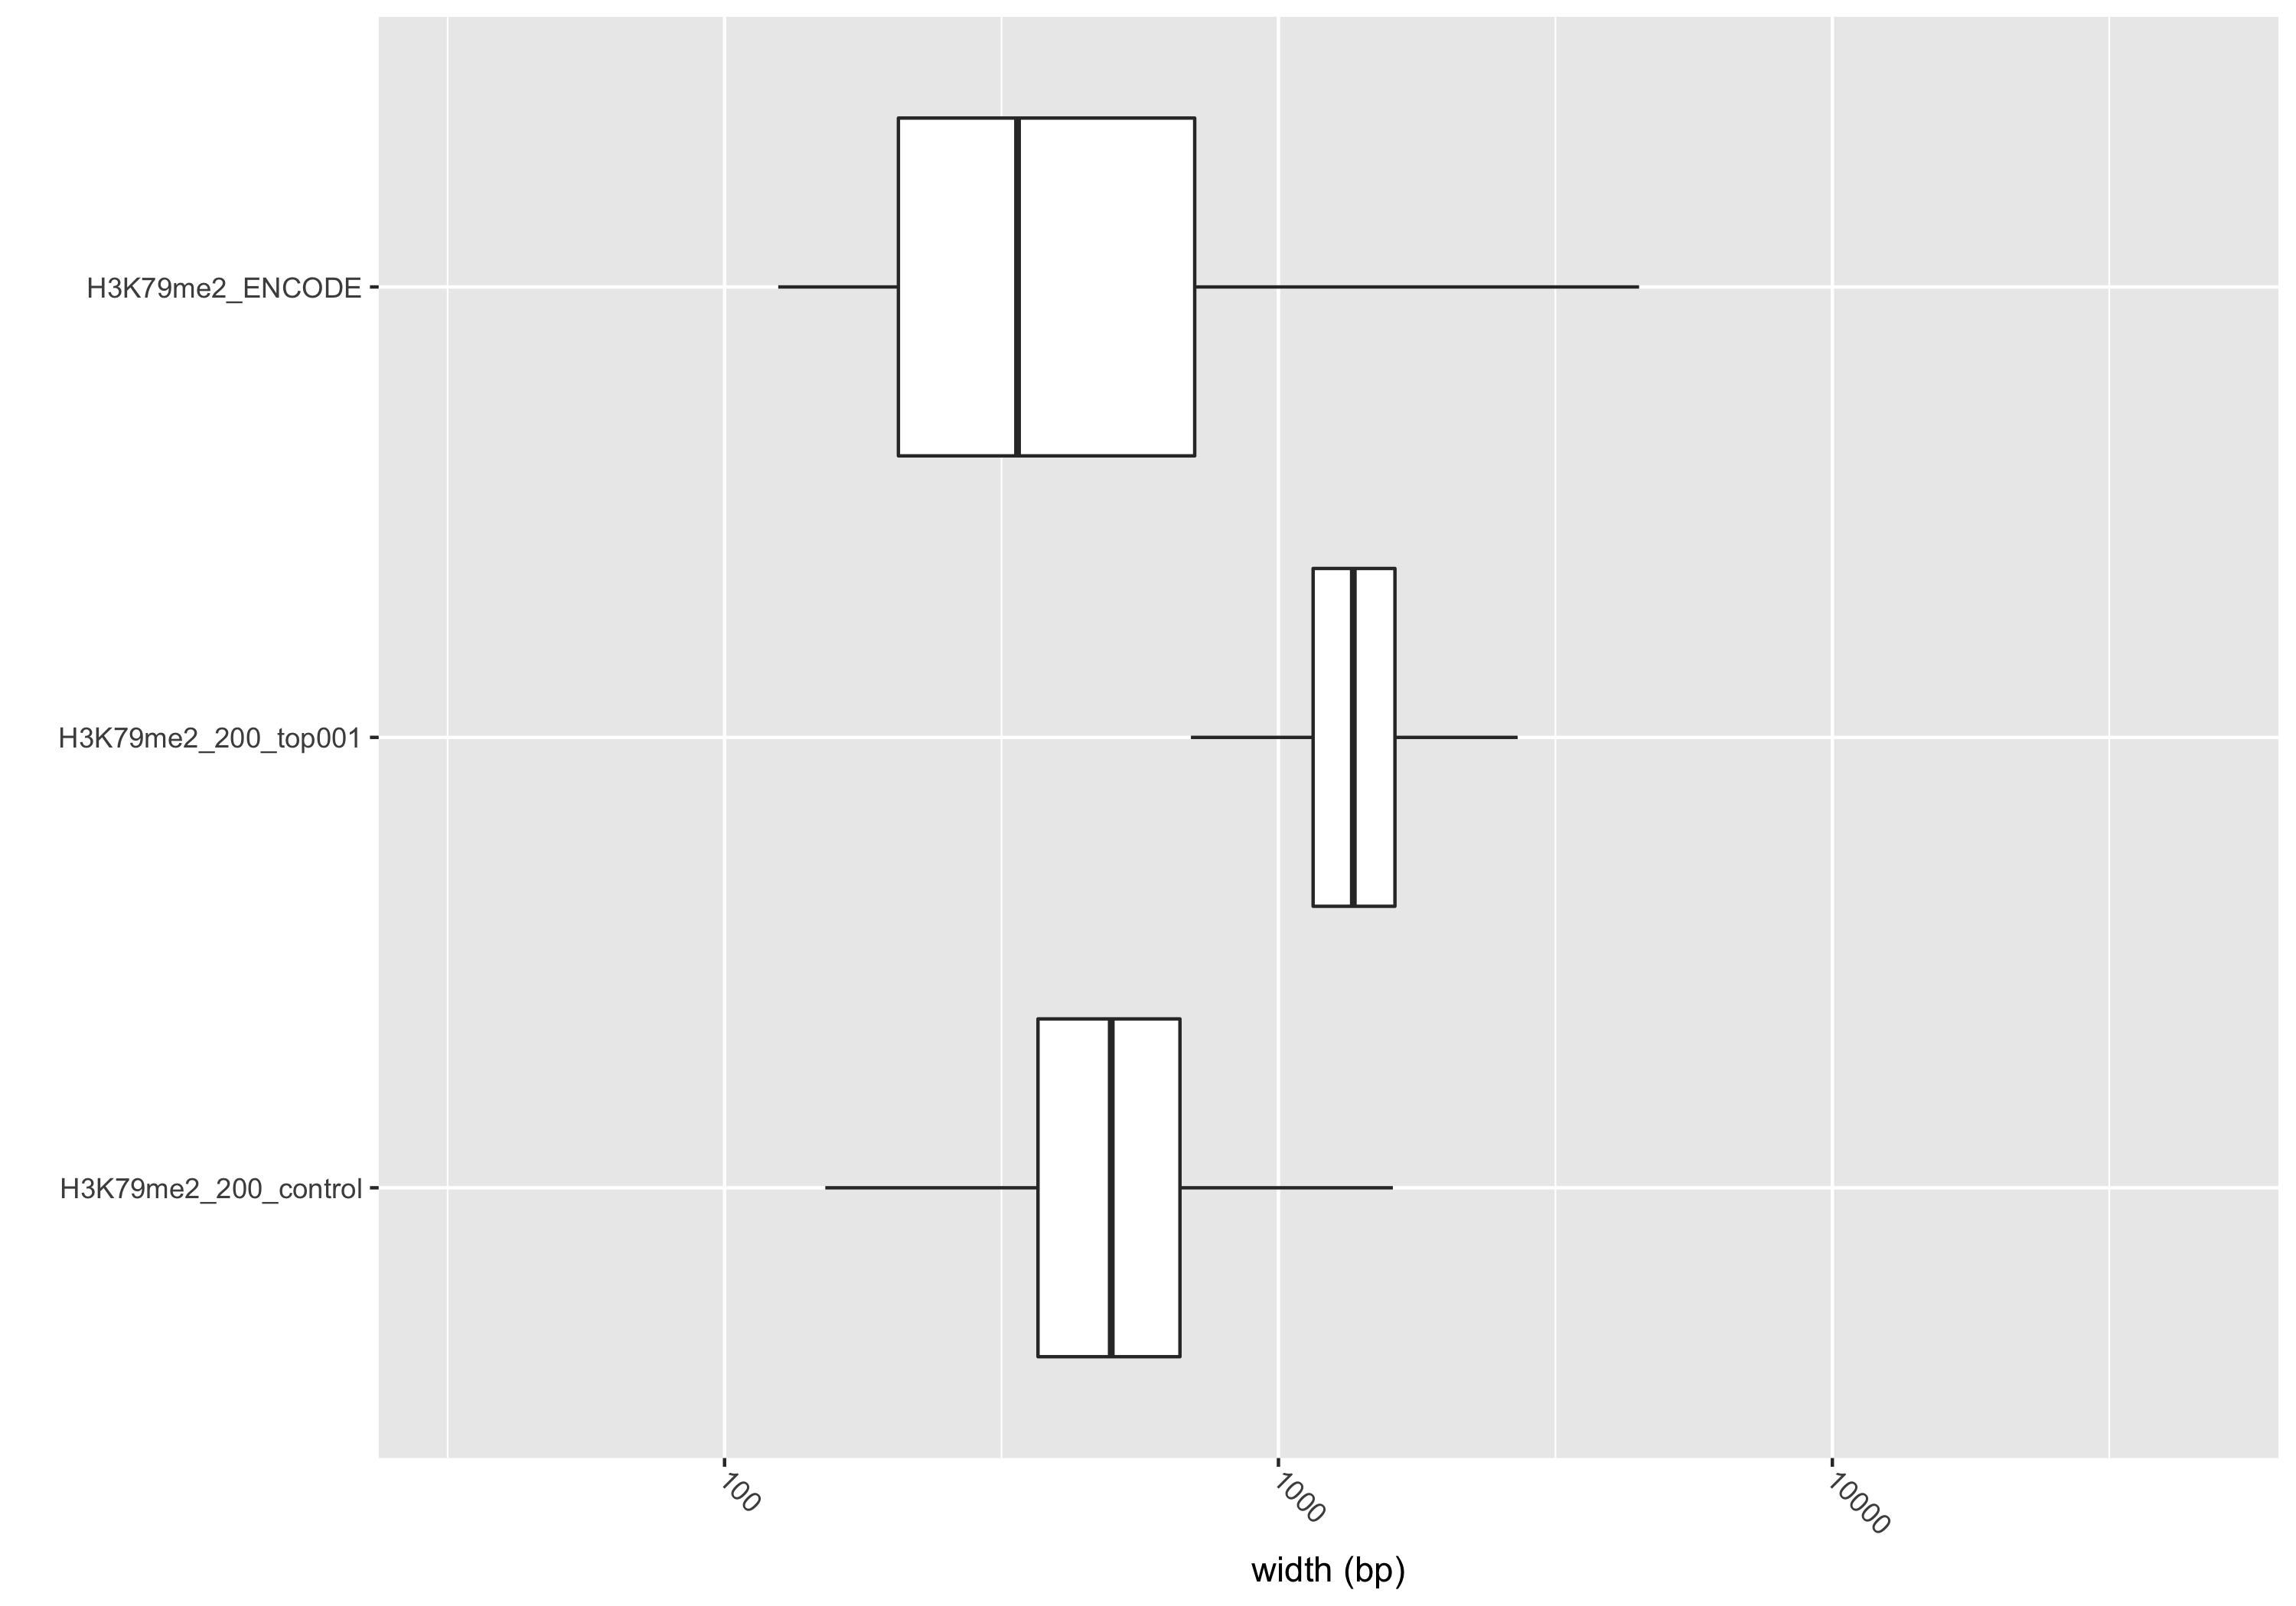 H3K79me2_ENCODE
H3K79me2_200_top001
H3K79me2_200_control
100
1000
10000
width (bp)